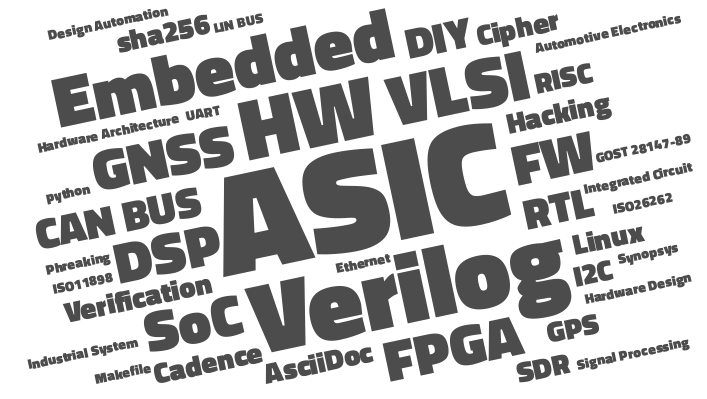 Design Automation
sha256
LIN BUS
Embedded
DIY
Cipher
Automotive Electronics
Hardware Architecture
UART
HW
VLSI
RISC
Hacking
GNSS
ASIC
FW
GOST 28147-89
Python
Integrated Circuit
CAN BUS
RTL
ISO26262
Phreaking
DSP
Ethernet
Linux
ISO11898
Verilog
I2C
Synopsys
Verification
Hardware Design
SoC
GPS
Industrial System
Makefile
Cadence
AsciiDoc
FPGA
SDR
Signal Processing